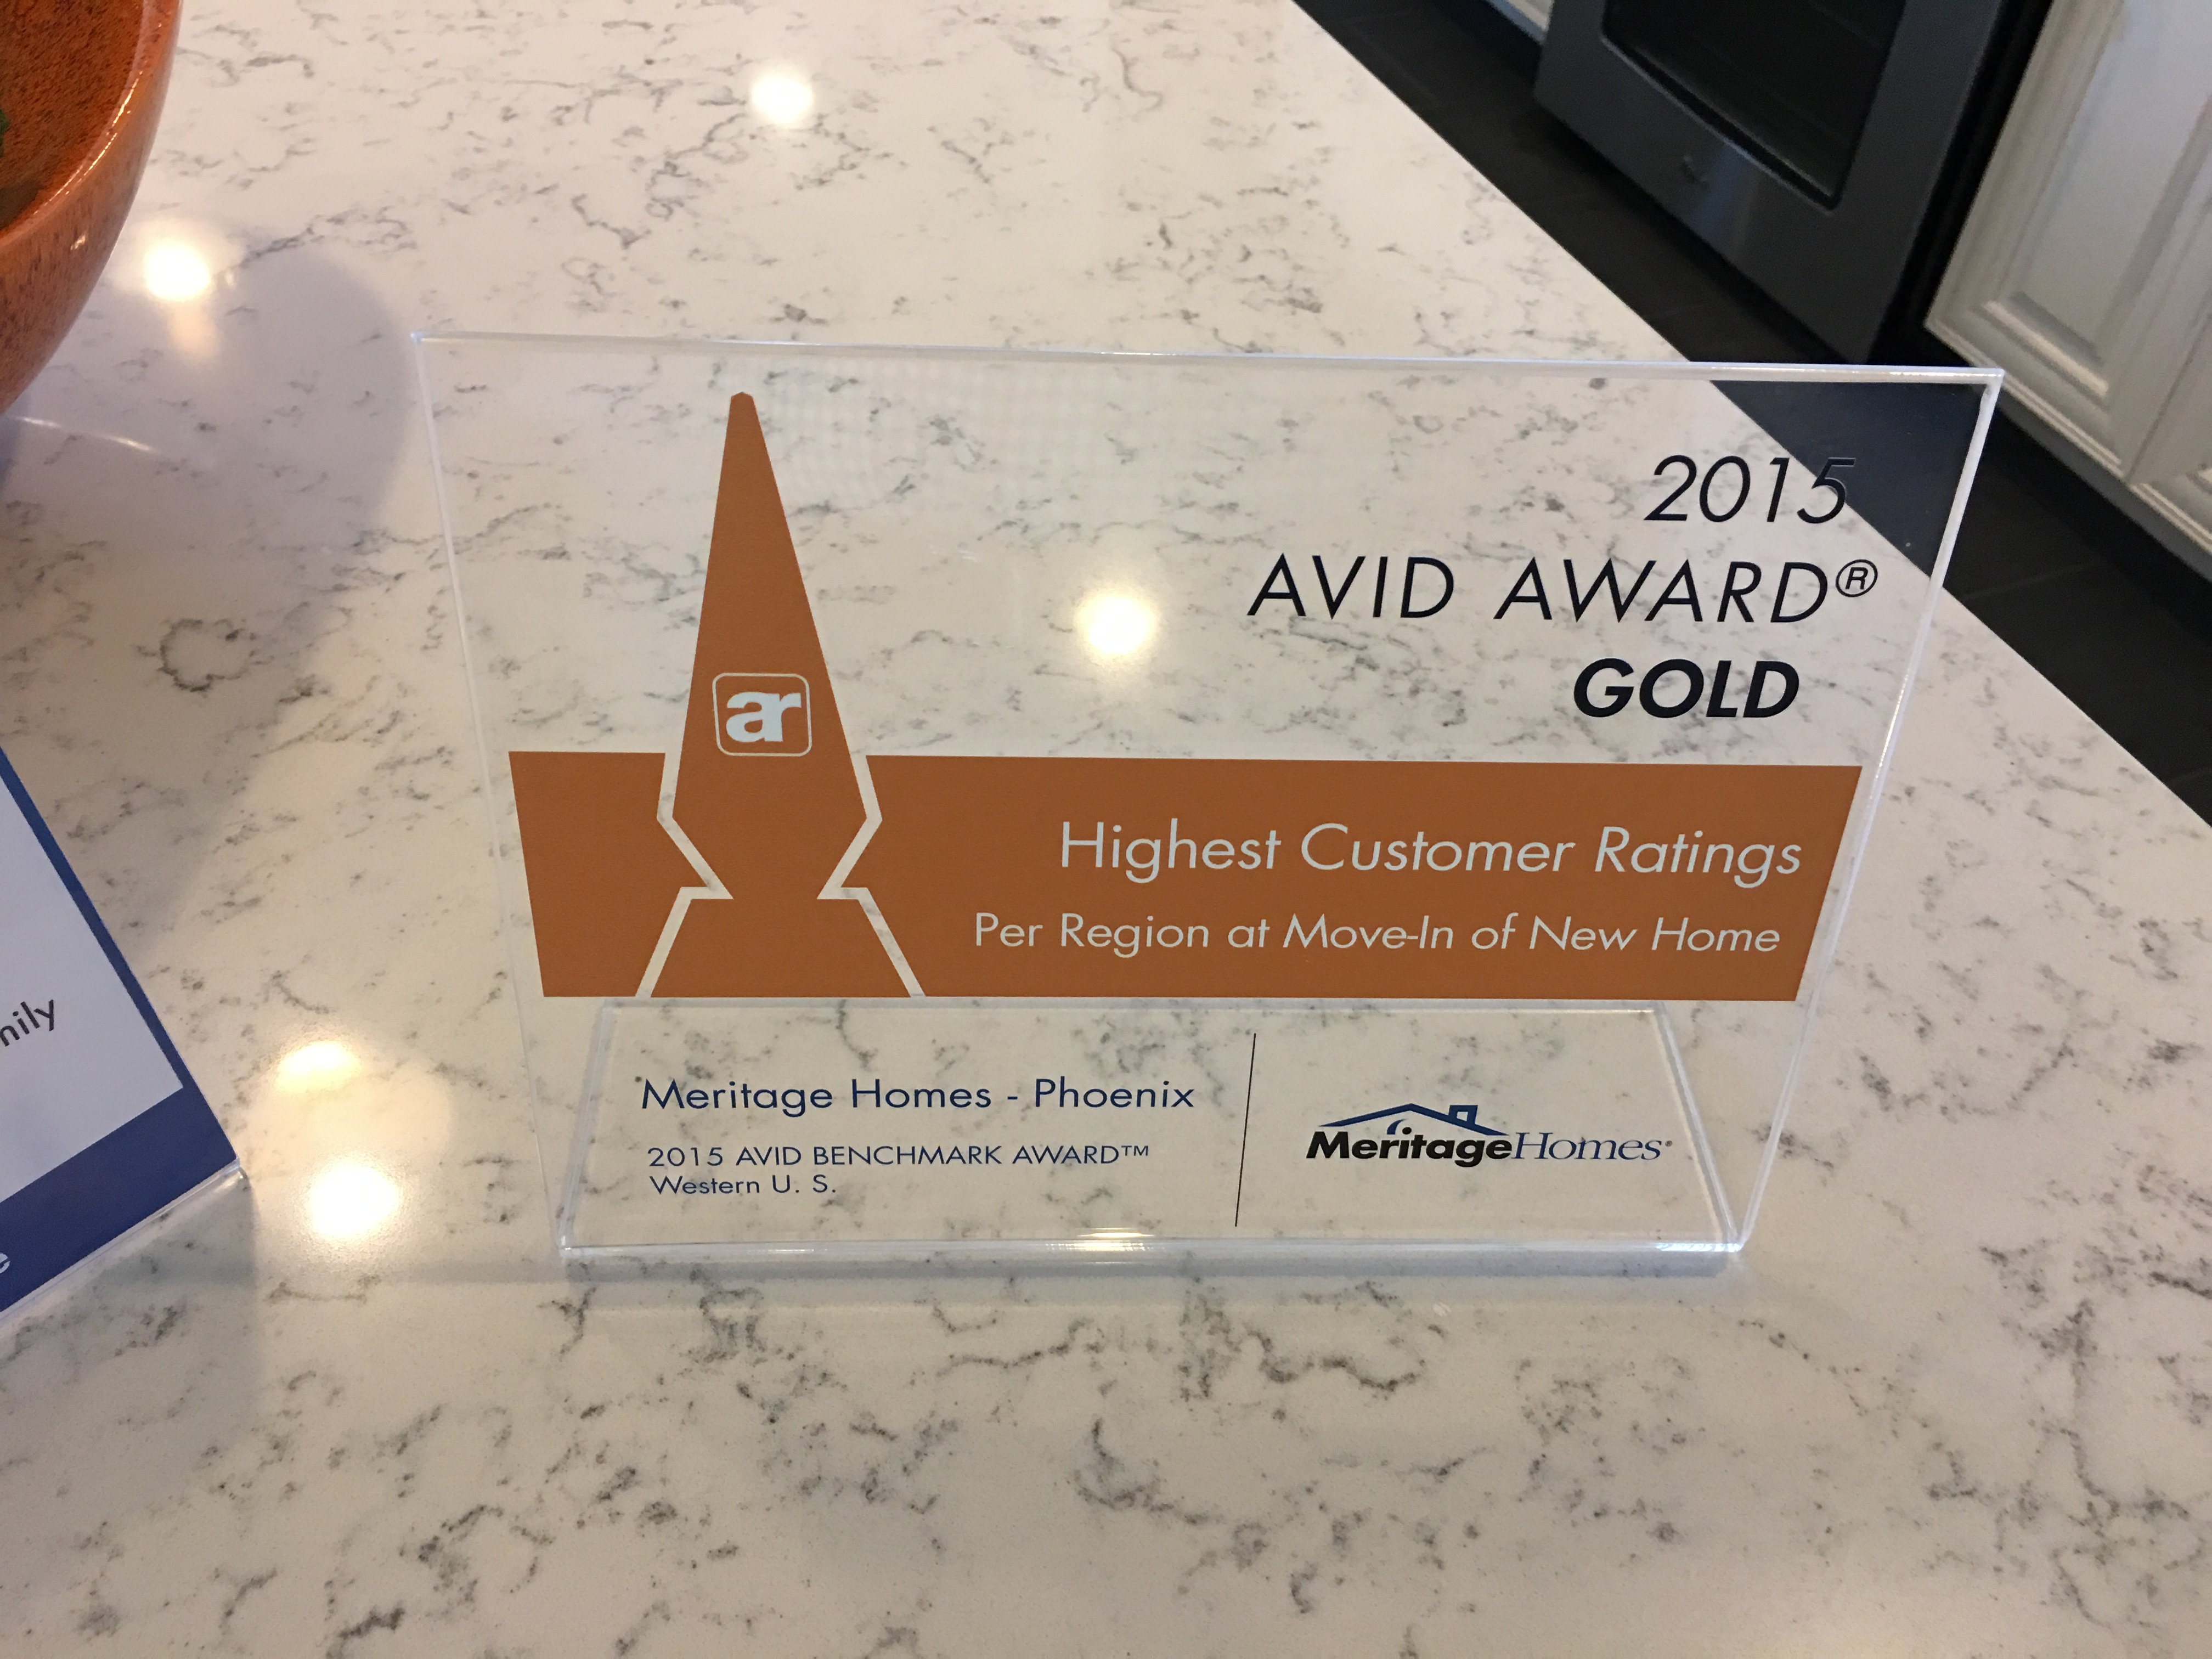 2015
AVID AWARD®
GOLD
ar
Highest Customer Ratings
Per Region at Move-In of New Home
Meritage Homes - Phoenix
2015 AVID BENCHMARK AWARD™
Western U. S.
MeritageHomes®